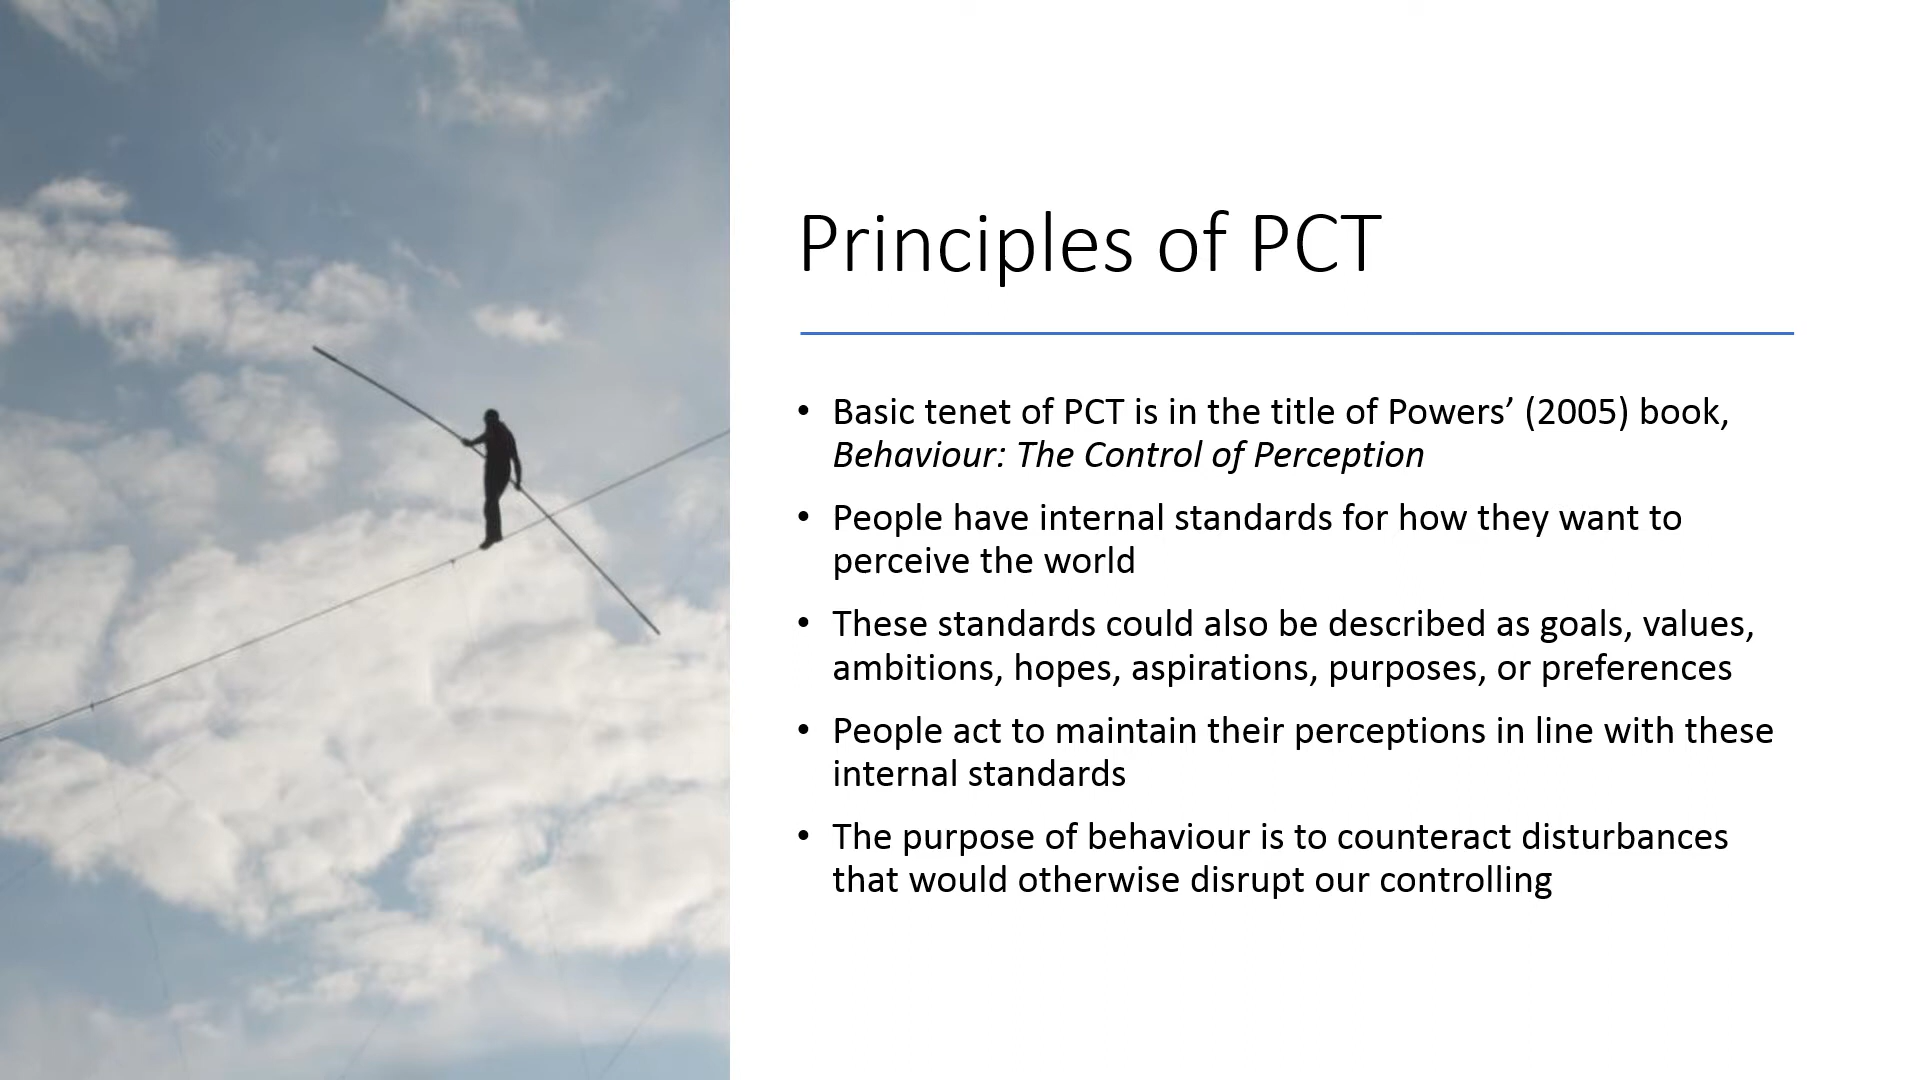 Principles of PCT
• Basic tenet of PCT is in the title of Powers’ (2005) book,
Behaviour: The Control of Perception
• People have internal standards for how they want to
perceive the world
• These standards could also be described as goals, values,
ambitions, hopes, aspirations, purposes, or preferences
• People act to maintain their perceptions in line with these
internal standards
• The purpose of behaviour is to counteract disturbances
that would otherwise disrupt our controlling